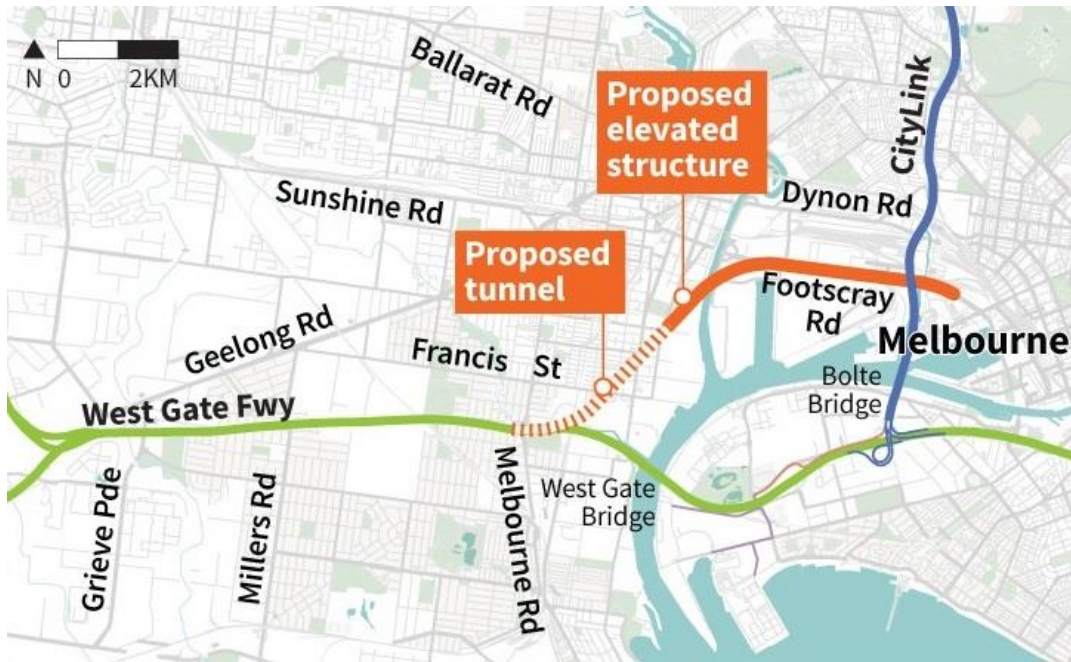 Ballarat Rd
N 0 2KM
CityLink
Proposed
elevated
structure
Sunshine Rd
Dynon Rd
Proposed
tunnel
Footscray
Rd
Geelong Rd
Francis St
Melbourne
Bolte
Bridge
West Gate Fwy
West Gate
Bridge
Grieve Pde
Millers Rd
Melbourne Rd